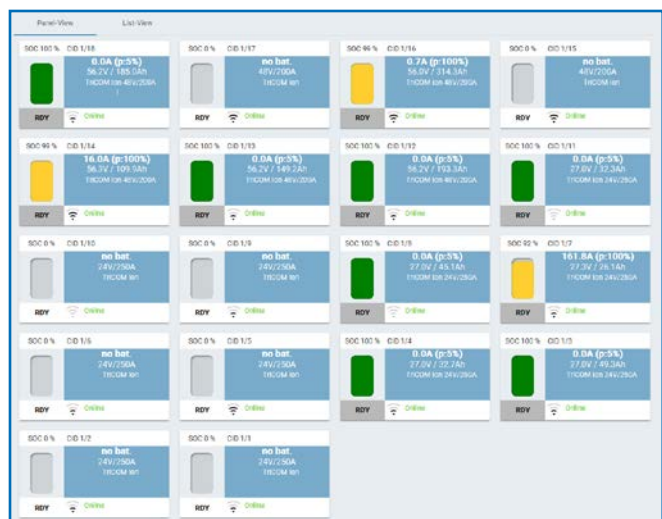 Panel-View List-View
SOC 100 % CID 1/18
0.0A (p:5%)
56.2V / 185.0Ah
TriCOM Ion 48V/200A
RDY Online
SOC 0 % CID 1/17
no bat.
48V/200A
TriCOM Ion
RDY Online
SOC 99 % CID 1/16
0.7A (p:100%)
56.0V / 314.3Ah
TriCOM Ion 48V/200A
RDY Online
SOC 0 % CID 1/15
no bat.
48V/200A
TriCOM Ion
RDY Online
SOC 99 % CID 1/14
16.0A (p:100%)
56.3V / 109.9Ah
TriCOM Ion 48V/200A
RDY Online
SOC 100 % CID 1/13
0.0A (p:5%)
56.2V / 149.2Ah
TriCOM Ion 48V/200A
RDY Online
SOC 100 % CID 1/12
0.0A (p:5%)
56.2V / 193.3Ah
TriCOM Ion 48V/200A
RDY Online
SOC 100 % CID 1/11
0.0A (p:5%)
27.0V / 32.3Ah
TriCOM Ion 24V/250A
RDY Online
SOC 0 % CID 1/10
no bat.
24V/250A
TriCOM Ion
RDY Online
SOC 0 % CID 1/9
no bat.
24V/250A
TriCOM Ion
RDY Online
SOC 100 %
0.0A (p:5%)
27.0V / 45.1Ah
TriCOM Ion 24V/250A
RDY Online
SOC 92 % CID 1/7
161.8A (p:100%)
27.3V / 26.1Ah
TriCOM Ion 24V/250A
RDY Online
SOC 0 % CID 1/6
no bat.
24V/250A
TriCOM Ion
RDY Online
SOC 0 % CID 1/5
no bat.
24V/250A
TriCOM Ion
RDY Online
SOC 100 % CID 1/4
0.0A (p:5%)
27.0V / 32.7Ah
TriCOM Ion 24V/250A
RDY Online
SOC 100 % CID 1/3
0.0A (p:5%)
27.0V / 49.3Ah
TriCOM Ion 24V/250A
RDY Online
SOC 0 % CID 1/2
no bat.
24V/250A
TriCOM Ion
RDY Online
SOC 0 % CID 1/1
no bat.
24V/250A
TriCOM Ion
RDY Online